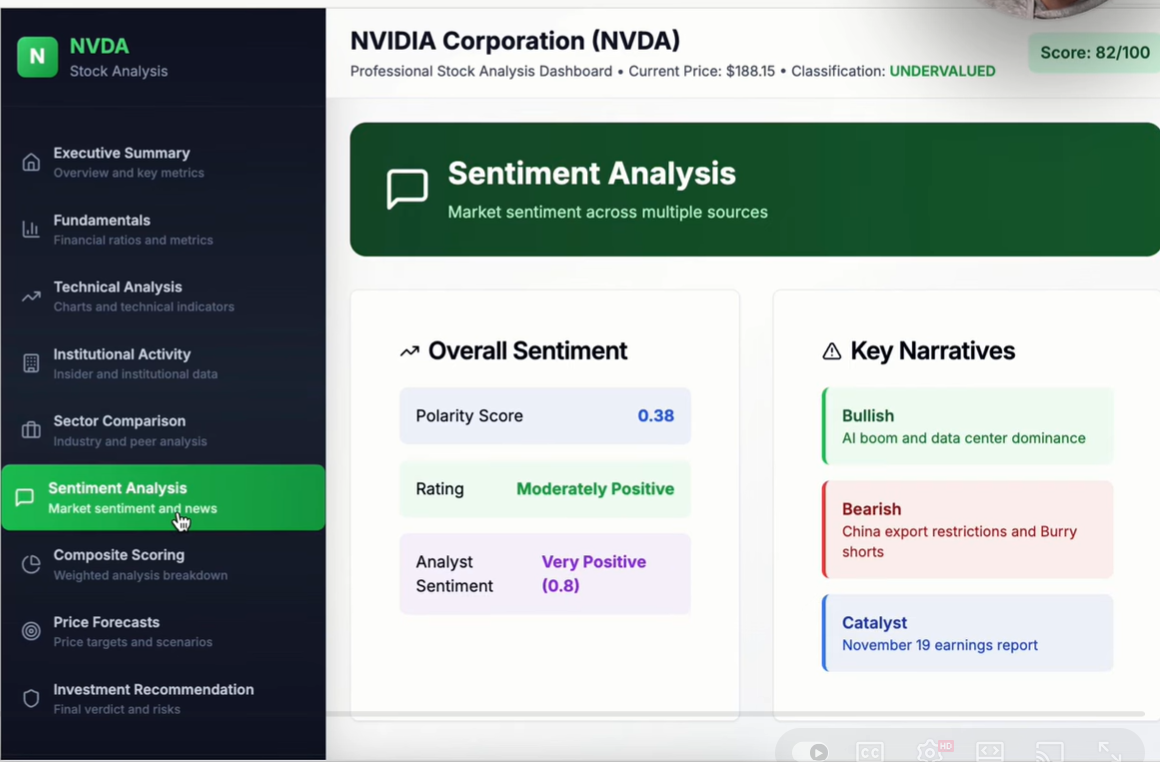 N
NVDA
Stock Analysis
Executive Summary
Overview and key metrics
Fundamentals
Financial ratios and metrics
Technical Analysis
Charts and technical indicators
Institutional Activity
Insider and institutional data
Sector Comparison
Industry and peer analysis
Sentiment Analysis
Market sentiment and news
Composite Scoring
Weighted analysis breakdown
Price Forecasts
Price targets and scenarios
Investment Recommendation
Final verdict and risks
NVIDIA Corporation (NVDA)
Professional Stock Analysis Dashboard • Current Price: $188.15 • Classification: UNDERVALUED
Score: 82/100
Sentiment Analysis
Market sentiment across multiple sources
Overall Sentiment
Polarity Score 0.38
Rating Moderately Positive
Analyst Sentiment
Very Positive (0.8)
Key Narratives
Bullish
AI boom and data center dominance
Bearish
China export restrictions and Burry
shorts
Catalyst
November 19 earnings report
CC
HD